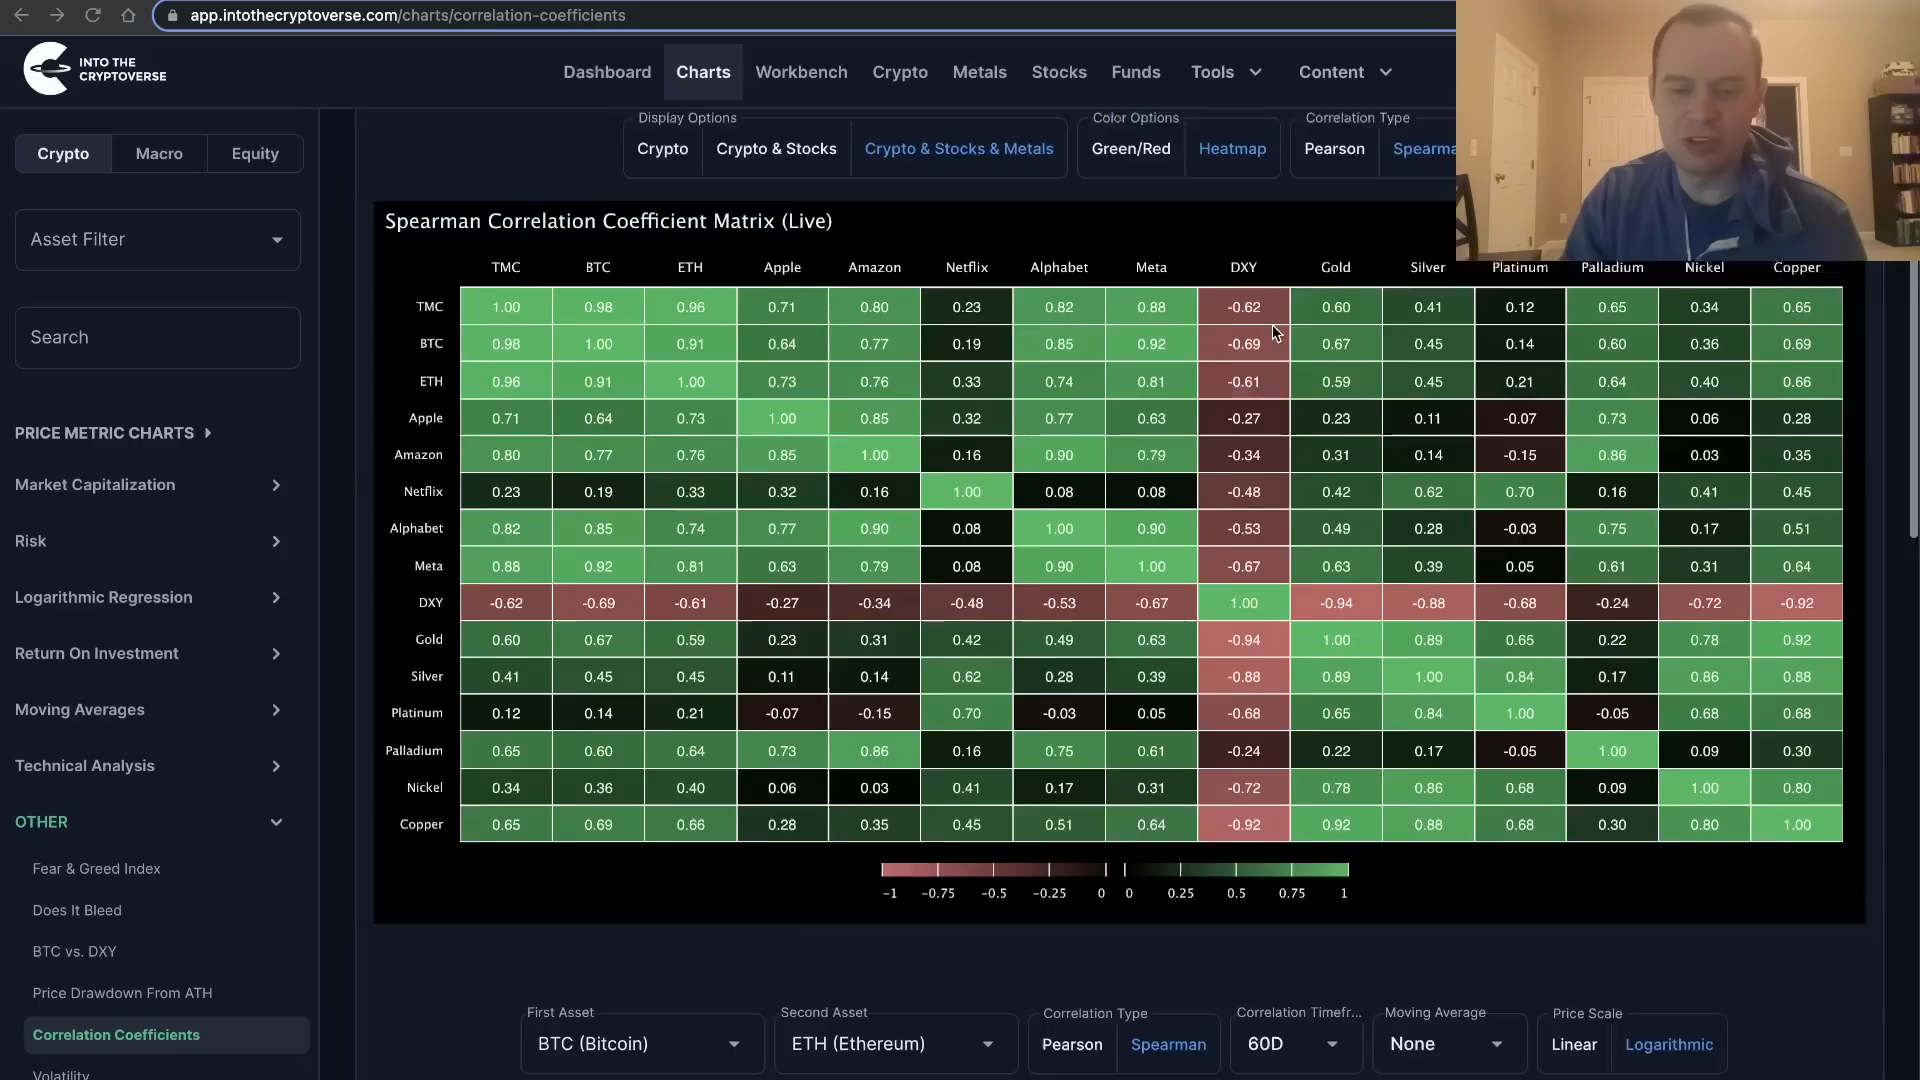 app.intothecryptoverse.com/charts/correlation-coefficients
INTO THE
CRYPTOVERSE
Dashboard Charts Workbench Crypto Metals Stocks Funds Tools Content
Crypto Macro Equity
Asset Filter
Search
PRICE METRIC CHARTS
Market Capitalization
Risk
Logarithmic Regression
Return On Investment
Moving Averages
Technical Analysis
OTHER
Fear & Greed Index
Does It Bleed
BTC vs. DXY
Price Drawdown From ATH
Correlation Coefficients
Volatility
Display Options Color Options Correlation Type
Crypto Crypto & Stocks Crypto & Stocks & Metals Green/Red Heatmap Pearson Spearma
Spearman Correlation Coefficient Matrix (Live)
TMC BTC ETH Apple Amazon Netflix Alphabet Meta DXY Gold Silver Platinum Palladium Nickel Copper
TMC 1.00 0.98 0.96 0.71 0.80 0.23 0.82 0.88 -0.62 0.60 0.41 0.12 0.65 0.34 0.65
BTC 0.98 1.00 0.91 0.64 0.77 0.19 0.85 0.92 -0.69 0.67 0.45 0.14 0.60 0.36 0.69
ETH 0.96 0.91 1.00 0.73 0.76 0.33 0.74 0.81 -0.61 0.59 0.45 0.21 0.64 0.40 0.66
Apple 0.71 0.64 0.73 1.00 0.85 0.32 0.77 0.63 -0.27 0.23 0.11 -0.07 0.73 0.06 0.28
Amazon 0.80 0.77 0.76 0.85 1.00 0.16 0.90 0.79 -0.34 0.31 0.14 -0.15 0.86 0.03 0.35
Netflix 0.23 0.19 0.33 0.32 0.16 1.00 0.08 0.08 -0.48 0.42 0.62 0.70 0.16 0.41 0.45
Alphabet 0.82 0.85 0.74 0.77 0.90 0.08 1.00 0.90 -0.53 0.49 0.28 -0.03 0.75 0.17 0.51
Meta 0.88 0.92 0.81 0.63 0.79 0.08 0.90 1.00 -0.67 0.63 0.39 0.05 0.61 0.31 0.64
DXY -0.62 -0.69 -0.61 -0.27 -0.34 -0.48 -0.53 -0.67 1.00 -0.94 -0.88 -0.68 -0.24 -0.72 -0.92
Gold 0.60 0.67 0.59 0.23 0.31 0.42 0.49 0.63 -0.94 1.00 0.89 0.65 0.22 0.78 0.92
Silver 0.41 0.45 0.45 0.11 0.14 0.62 0.28 0.39 -0.88 0.89 1.00 0.84 0.17 0.86 0.88
Platinum 0.12 0.14 0.21 -0.07 -0.15 0.70 -0.03 0.05 -0.68 0.65 0.84 1.00 -0.05 0.68 0.68
Palladium 0.65 0.60 0.64 0.73 0.86 0.16 0.75 0.61 -0.24 0.22 0.17 -0.05 1.00 0.09 0.30
Nickel 0.34 0.36 0.40 0.06 0.03 0.41 0.17 0.31 -0.72 0.78 0.86 0.68 0.09 1.00 0.80
Copper 0.65 0.69 0.66 0.28 0.35 0.45 0.51 0.64 -0.92 0.92 0.88 0.68 0.30 0.80 1.00
-1 -0.75 -0.5 -0.25 0 0 0.25 0.5 0.75 1
First Asset Second Asset Correlation Type Correlation Timefr... Moving Average Price Scale
BTC (Bitcoin) ETH (Ethereum) Pearson Spearman 60D None Linear Logarithmic